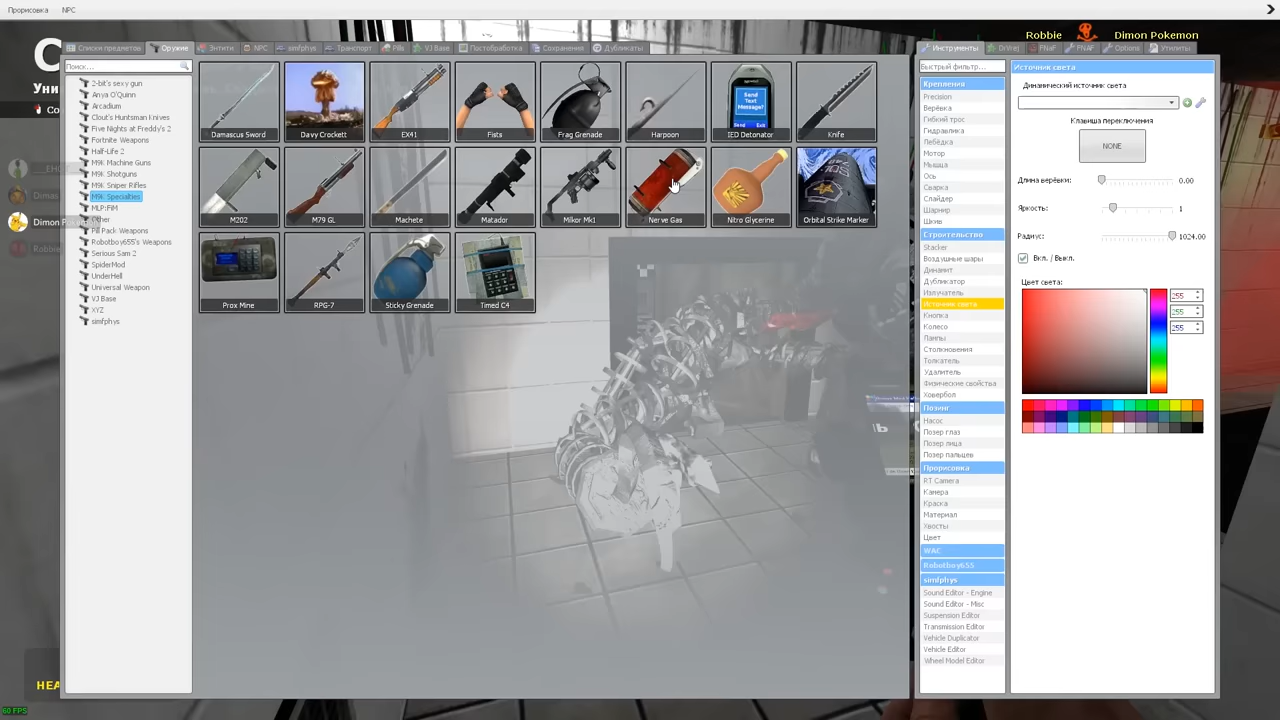 Прорисовка NPC
Robbie
Dimon Pokemon
Списки предметов
Оружие
Энтити
NPC
simfphys
Транспорт
Pills
VJ Base
Постобработка
Сохранения
Дубликаты
Поиск...
2-bit's sexy gun
Anya O'Quinn
Arcadium
Clout's Huntsman Knives
Five Nights at Freddy's 2
Fortnite Weapons
Half-Life 2
M9k Machine Guns
M9k Shotguns
M9k Sniper Rifles
M9k Specialties
MLP:FiM
Other
Pill Pack Weapons
Robotboy655's Weapons
Serious Sam 2
SpiderMod
UnderHell
Universal Weapon
VJ Base
XYZ
simfphys
Damascus Sword
Davy Crockett
EX41
Fists
Frag Grenade
Harpoon
Send
Text
Message?
IED Detonator
Knife
M202
M79 GL
Machete
Matador
Milkor Mk1
Nerve Gas
Nitro Glycerine
Orbital Strike Marker
Prox Mine
RPG-7
Sticky Grenade
Timed C4
Инструменты
FNaF
FNAF
Options
Утилиты
Быстрый фильтр...
Крепления
Precision
Верёвка
Гибкий трос
Гидравлика
Лебёдка
Мотор
Мышца
Ось
Сварка
Слайдер
Шарнир
Шкив
Строительство
Stacker
Воздушные шары
Динамит
Дубликатор
Излучатель
Источник света
Кнопка
Колесо
Лампы
Столкновения
Толкатель
Удалитель
Физические свойства
Ховербол
Позинг
Насос
Позер глаз
Позер лица
Позер пальцев
Прорисовка
RT Camera
Камера
Краска
Материал
Хвосты
Цвет
WAC
Robotboy655
simfphys
Sound Editor - Engine
Sound Editor - Misc
Suspension Editor
Transmission Editor
Vehicle Duplicator
Vehicle Editor
Wheel Model Editor
Источник света
Динамический источник света
Клавиша переключения
NONE
Длина верёвки: 0.00
Яркость: 1
Радиус: 1024.00
Вкл. / Выкл.
Цвет света:
255
255
255
60 FPS